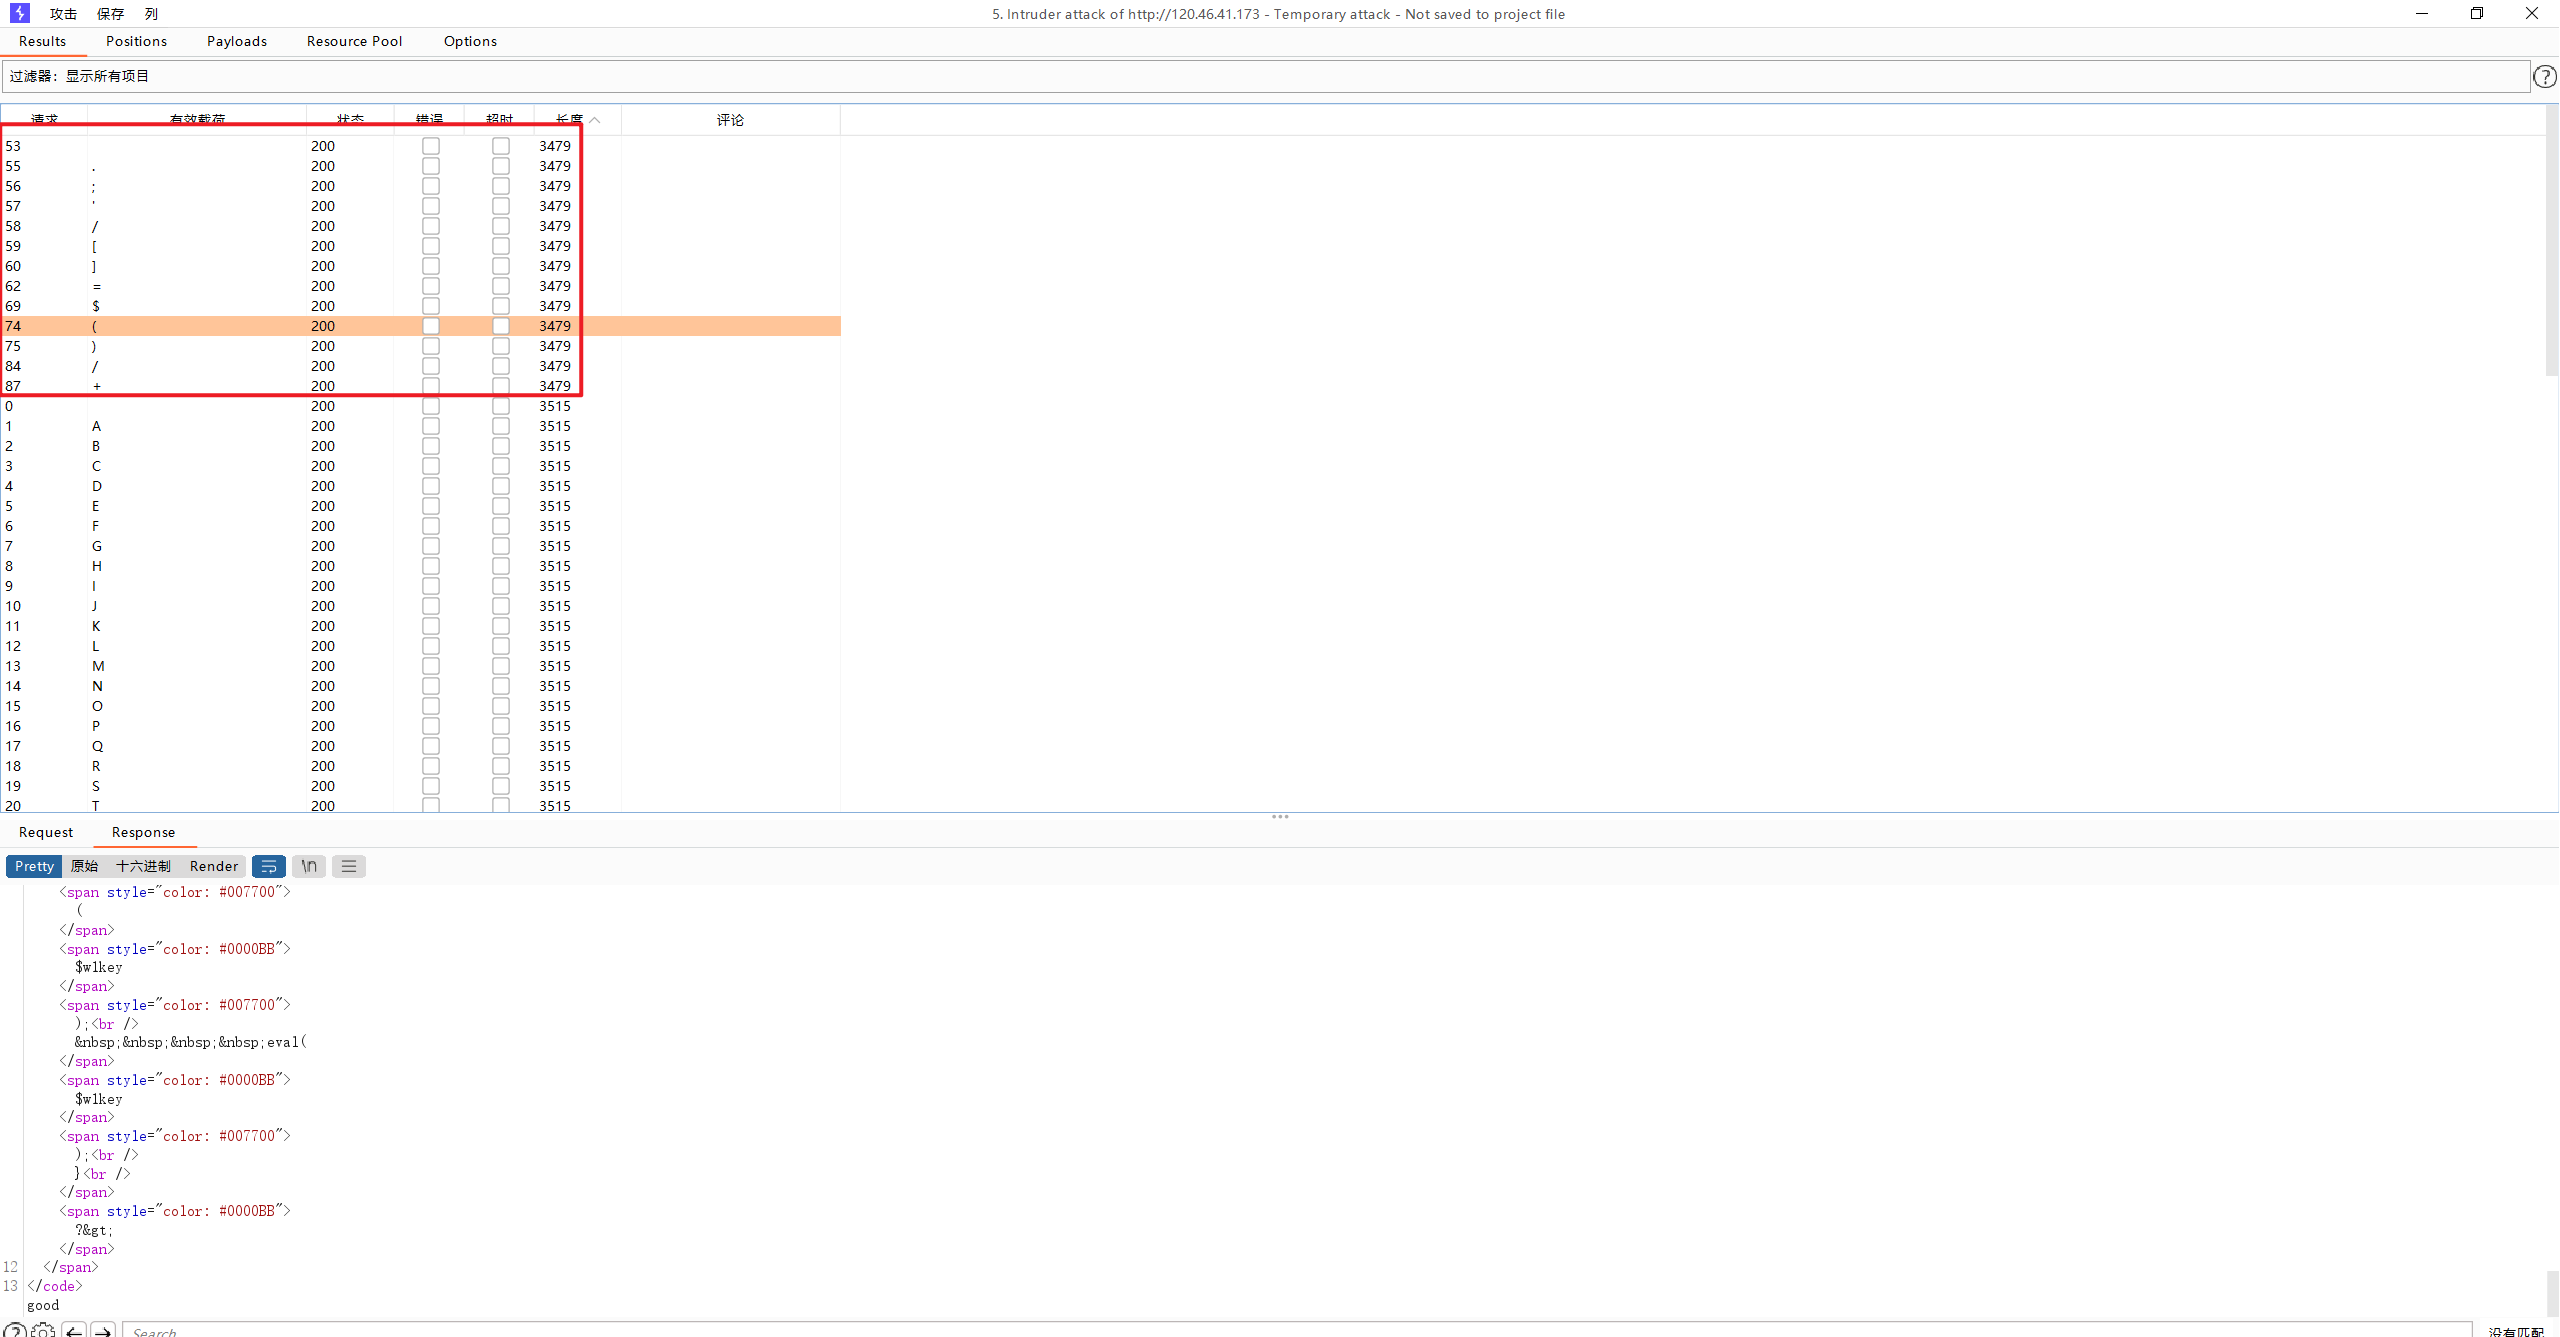 攻击 保存 列 5. Intruder attack of http://120.46.41.173 - Temporary attack - Not saved to project file
Results Positions Payloads Resource Pool Options
过滤器: 显示所有项目
请求 有效载荷 状态 错误 超时 长度 评论
53 200 3479
55 . 200 3479
56 ; 200 3479
57 ' 200 3479
58 / 200 3479
59 [ 200 3479
60 ] 200 3479
62 = 200 3479
69 $ 200 3479
74 ( 200 3479
75 ) 200 3479
84 / 200 3479
87 + 200 3479
0 200 3515
1 A 200 3515
2 B 200 3515
3 C 200 3515
4 D 200 3515
5 E 200 3515
6 F 200 3515
7 G 200 3515
8 H 200 3515
9 I 200 3515
10 J 200 3515
11 K 200 3515
12 L 200 3515
13 M 200 3515
14 N 200 3515
15 O 200 3515
16 P 200 3515
17 Q 200 3515
18 R 200 3515
19 S 200 3515
20 T 200 3515
Request Response
Pretty 原始 十六进制 Render \n
<span style="color: #007700">
(
</span>
<span style="color: #0000BB">
$w1key
</span>
<span style="color: #007700">
);<br />
&nbsp;&nbsp;&nbsp;&nbsp;eval(
</span>
<span style="color: #0000BB">
$w1key
</span>
<span style="color: #007700">
);<br />
}<br />
</span>
<span style="color: #0000BB">
?&gt;
</span>
12 </span>
13 </code>
good
Search... 没有匹配